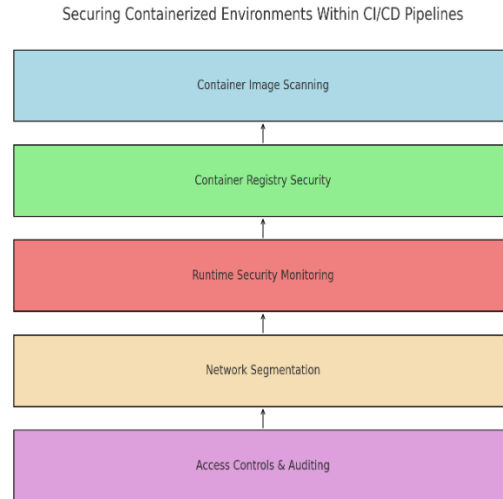 Securing Containerized Environments Within CI/CD Pipelines
Container Image Scanning
Container Registry Security
Runtime Security Monitoring
Network Segmentation
Access Controls & Auditing